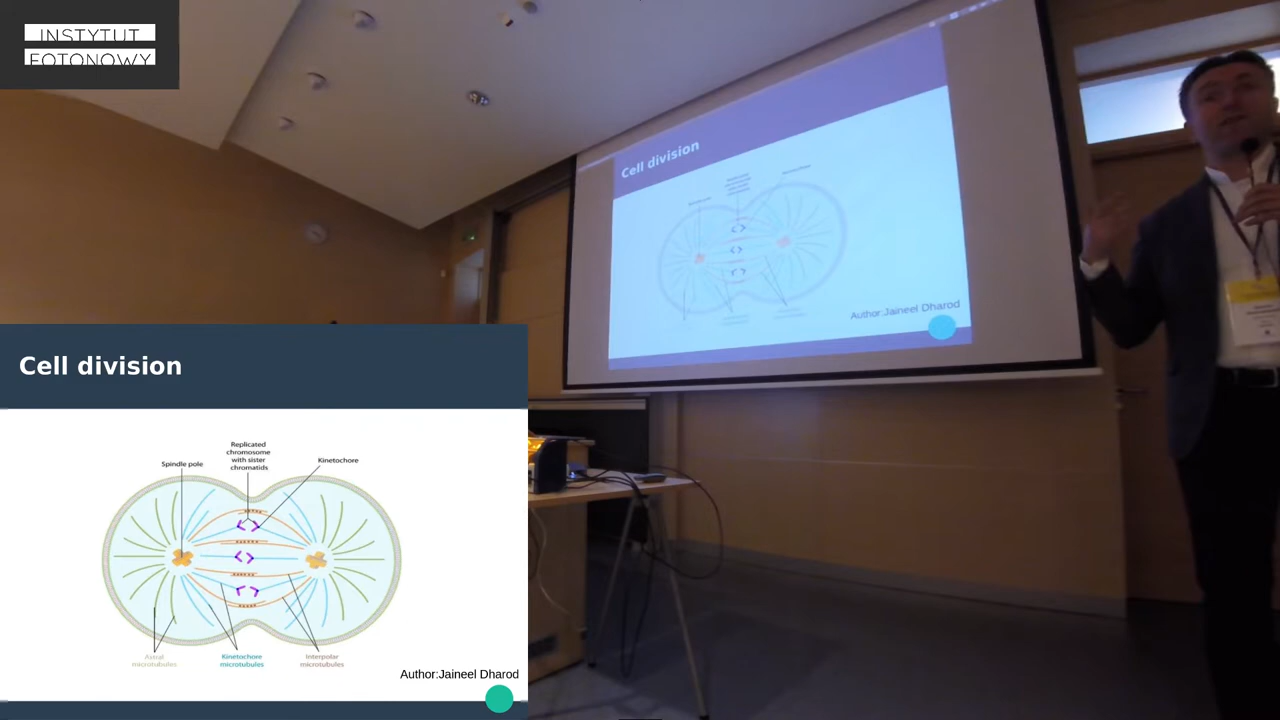 INSTYTUT
FOTONOWY
Cell division
Author:Jaineel Dharod
Cell division
Replicated
chromosome
with sister
chromatids
Spindle pole
Kinetochore
Astral
microtubules
Kinetochore
microtubules
Interpolar
microtubules
Author:Jaineel Dharod